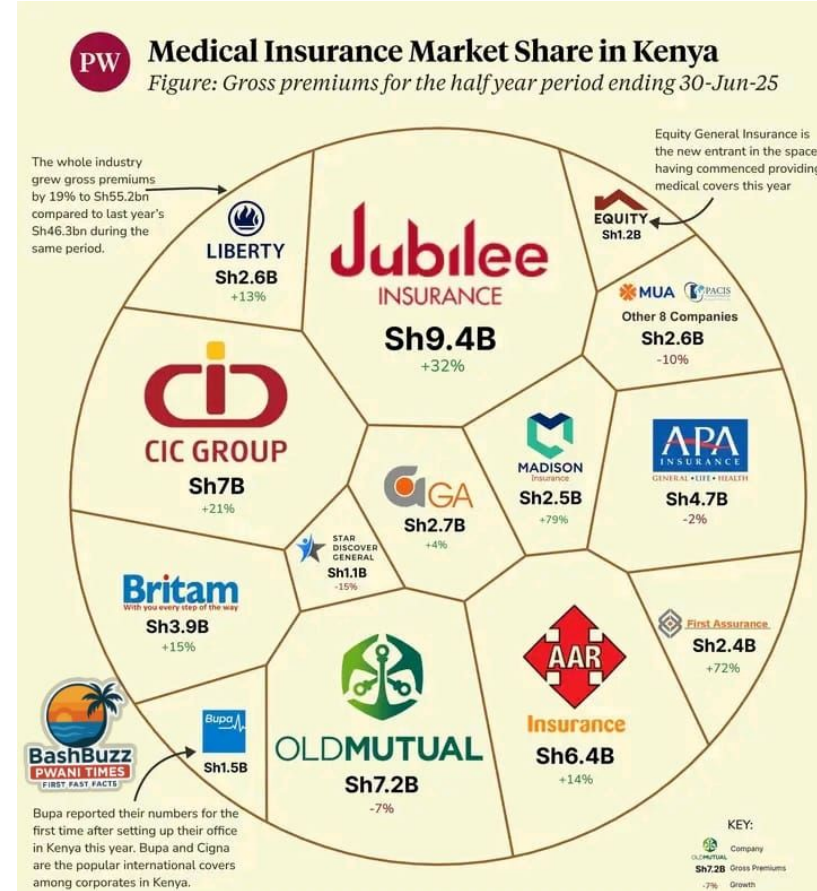 PW
Medical Insurance Market Share in Kenya
Figure: Gross premiums for the half year period ending 30-Jun-25
The whole industry
grew gross premiums
by 19% to Sh55.2bn
compared to last year's
Sh46.3bn during the
same period.
Equity General Insurance is
the new entrant in the space
having commenced providing
medical covers this year
LIBERTY
Sh2.6B
+13%
Jubilee
INSURANCE
Sh9.4B
+32%
EQUITY
Sh1.2B
MUA
PACIS
Other 8 Companies
Sh2.6B
-10%
CIC GROUP
Sh7B
+21%
GA
Sh2.7B
+4%
MADISON
Insurance
Sh2.5B
+79%
APA
INSURANCE
GENERAL • LIFE • HEALTH
Sh4.7B
-2%
STAR
DISCOVER
GENERAL
Sh1.1B
-15%
Britam
With you every step of the way
Sh3.9B
+15%
First Assurance
Sh2.4B
+72%
AAR
Insurance
Sh6.4B
+14%
OLDMUTUAL
Sh7.2B
-7%
Bupa
Sh1.5B
BashBuzz
PWANI TIMES
FIRST FAST FACTS
Bupa reported their numbers for the
first time after setting up their office
in Kenya this year. Bupa and Cigna
are the popular international covers
among corporates in Kenya.
KEY:
OLDMUTUAL
Company
Sh7.2B Gross Premiums
-7% Growth